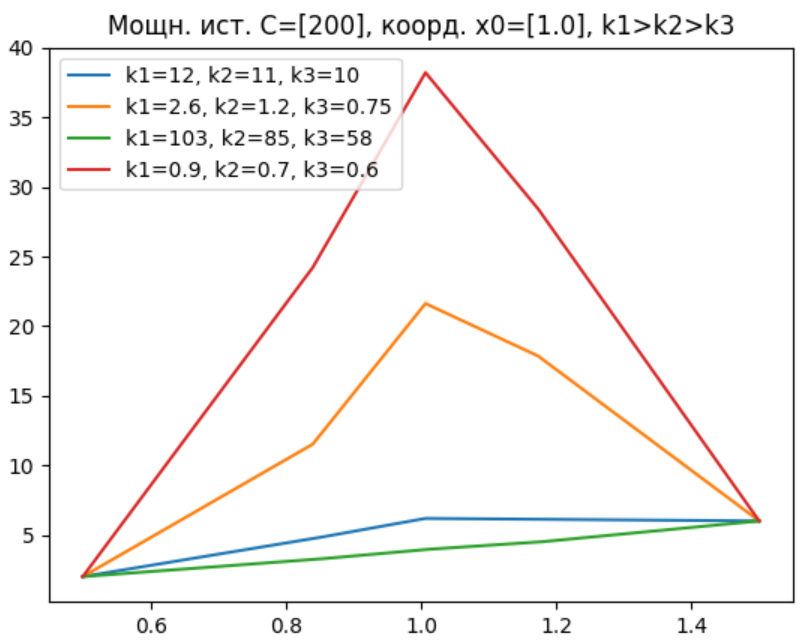 Мощн. ист. C=[200], коорд. x0=[1.0], k1>k2>k3
40
35
30
25
20
15
10
5
k1=12, k2=11, k3=10
k1=2.6, k2=1.2, k3=0.75
k1=103, k2=85, k3=58
k1=0.9, k2=0.7, k3=0.6
0.6 0.8 1.0 1.2 1.4